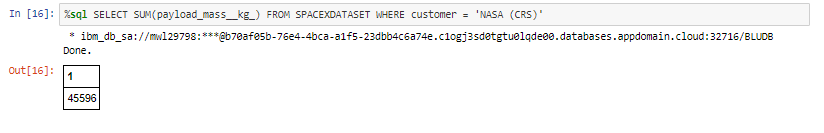 In [16]: %sql SELECT SUM(payload_mass__kg_) FROM SPACEXDATASET WHERE customer = 'NASA (CRS)'
* ibm_db_sa://mwl29798:***@b70af05b-76e4-4bca-a1f5-23dbb4c6a74e.c1ogj3sd0tgtu0lqde00.databases.appdomain.cloud:32716/BLUDB
Done.
Out[16]: 1
45596